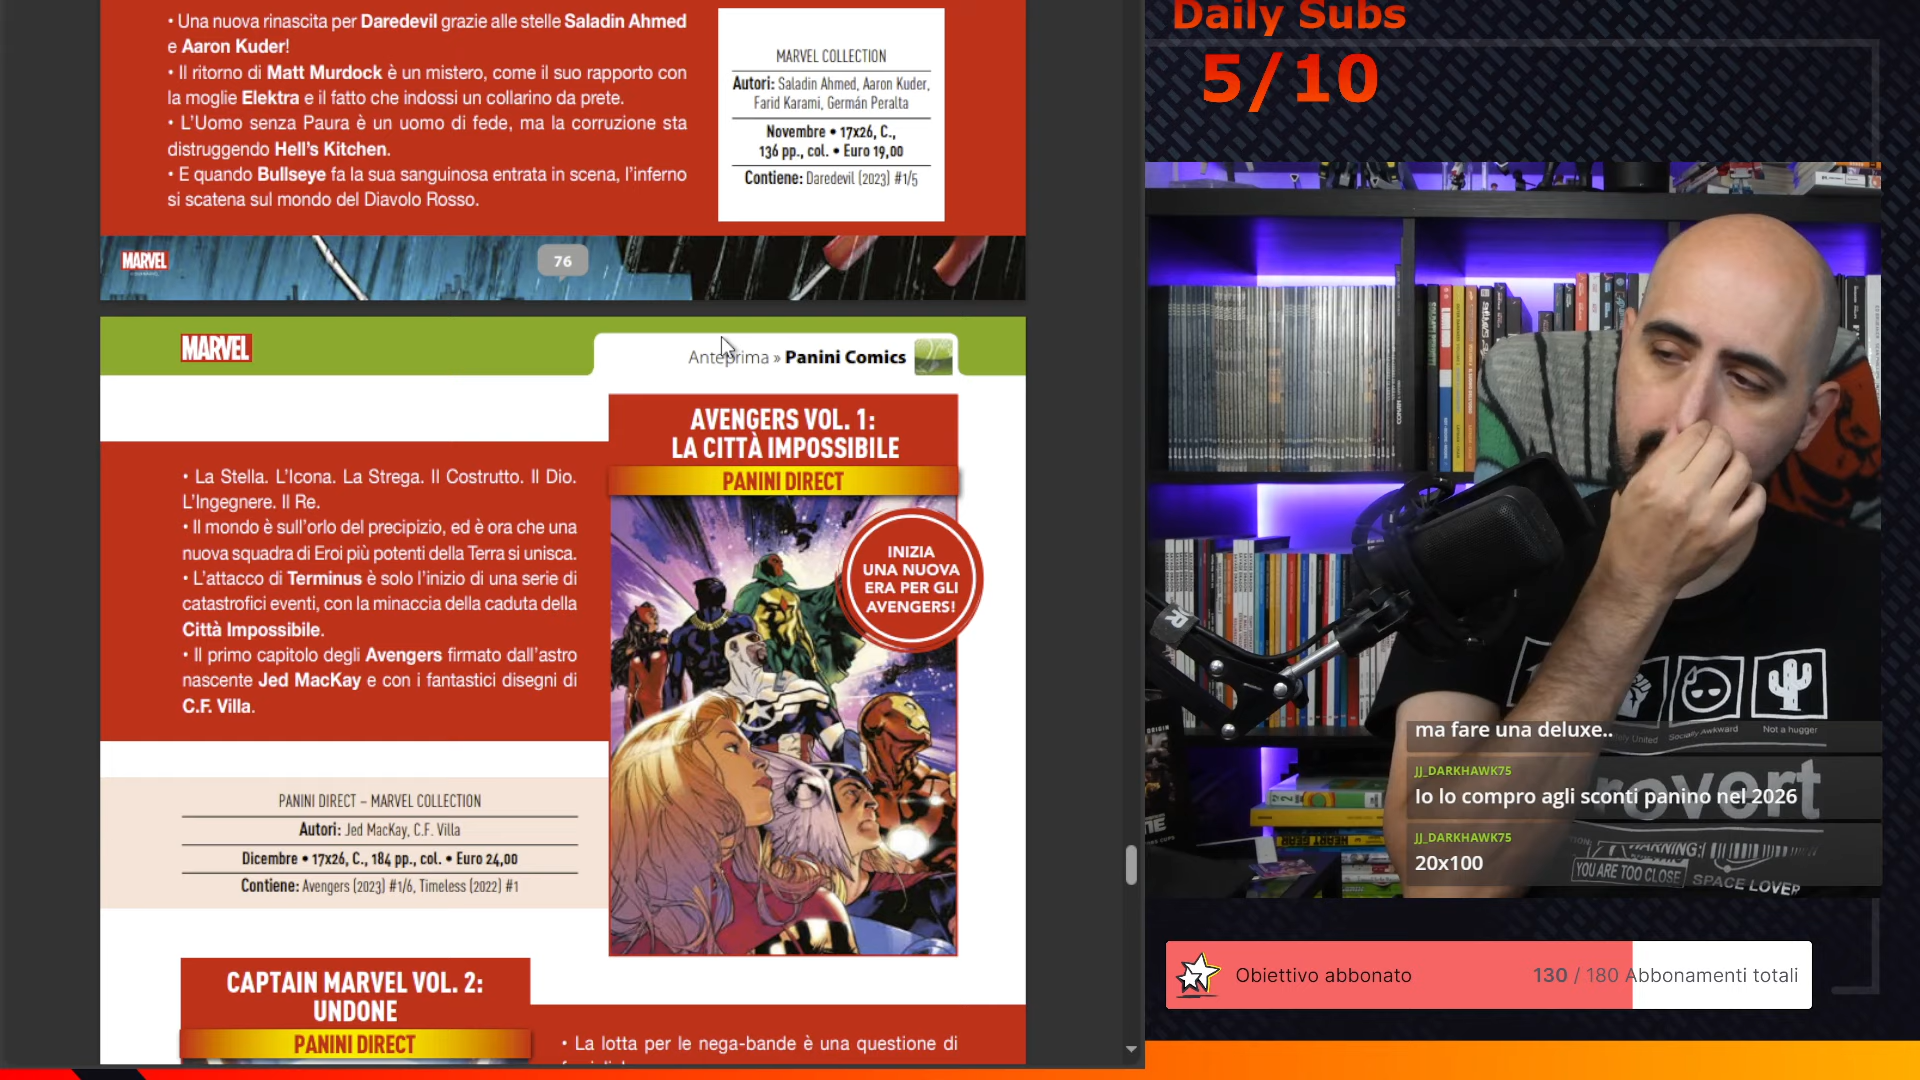 • Una nuova rinascita per Daredevil grazie alle stelle Saladin Ahmed
e Aaron Kuder!
• Il ritorno di Matt Murdock è un mistero, come il suo rapporto con
la moglie Elektra e il fatto che indossi un collarino da prete.
• L'Uomo senza Paura è un uomo di fede, ma la corruzione sta
distruggendo Hell's Kitchen.
• E quando Bullseye fa la sua sanguinosa entrata in scena, l'inferno
si scatena sul mondo del Diavolo Rosso.
MARVEL COLLECTION
Autori: Saladin Ahmed, Aaron Kuder,
Farid Karami, Germán Peralta
Novembre • 17x26, C.,
136 pp., col. • Euro 19,00
Contiene: Daredevil (2023) #1/5
MARVEL
76
MARVEL
Anteprima » Panini Comics
AVENGERS VOL. 1:
LA CITTÀ IMPOSSIBILE
PANINI DIRECT
INIZIA
UNA NUOVA
ERA PER GLI
AVENGERS!
• La Stella. L'Icona. La Strega. Il Costrutto. Il Dio.
L'Ingegnere. Il Re.
• Il mondo è sull'orlo del precipizio, ed è ora che una
nuova squadra di Eroi più potenti della Terra si unisca.
• L'attacco di Terminus è solo l'inizio di una serie di
catastrofici eventi, con la minaccia della caduta della
Città Impossibile.
• Il primo capitolo degli Avengers firmato dall'astro
nascente Jed MacKay e con i fantastici disegni di
C.F. Villa.
PANINI DIRECT – MARVEL COLLECTION
Autori: Jed MacKay, C.F. Villa
Dicembre • 17x26, C., 184 pp., col. • Euro 24,00
Contiene: Avengers (2023) #1/6, Timeless (2022) #1
CAPTAIN MARVEL VOL. 2:
UNDONE
PANINI DIRECT
• La lotta per le nega-bande è una questione di
Daily Subs
5/10
Socially Awkward
Not a hugger
rovert
WARNING:
YOU ARE TOO CLOSE
SPACE LOVER
ma fare una deluxe..
JJ_DARKHAWK75
Io lo compro agli sconti panino nel 2026
JJ_DARKHAWK75
20x100
Obiettivo abbonato
130 / 180 Abbonamenti totali